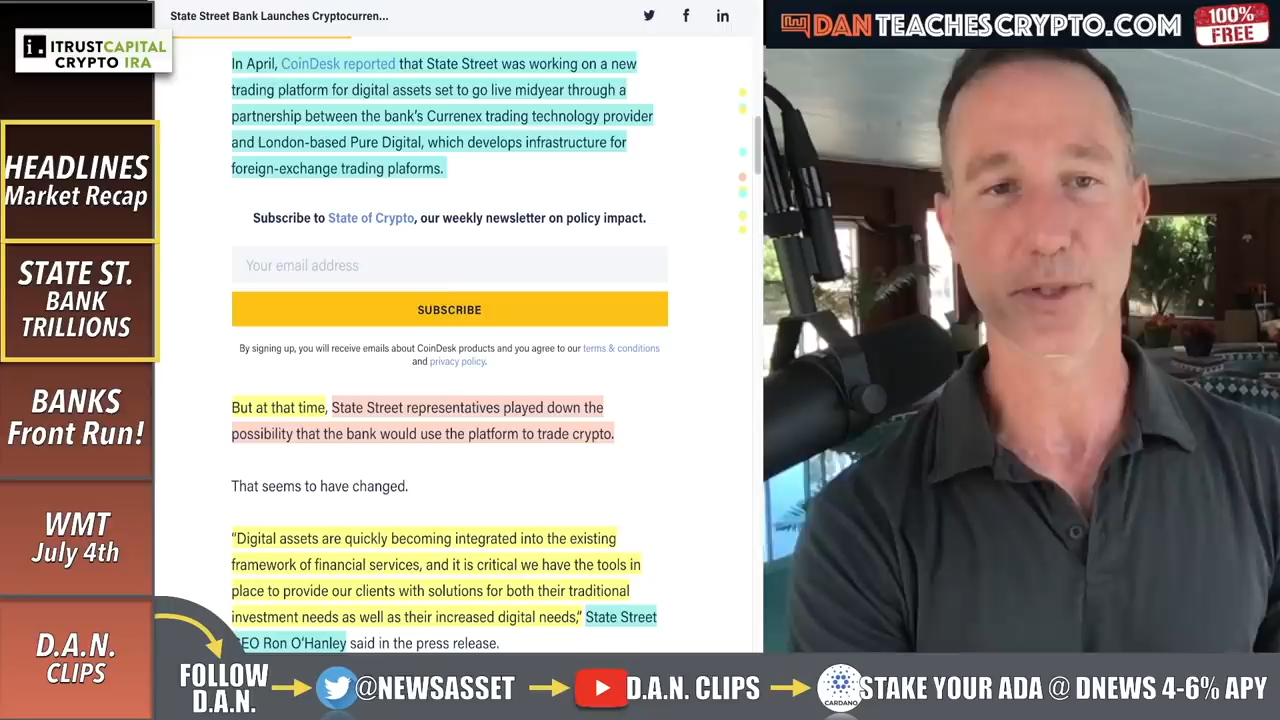 State Street Bank Launches Cryptocurren...
iTRUSTCAPITAL
CRYPTO IRA
DANTEACHESCRYPTO.COM
100%
FREE
HEADLINES
Market Recap
STATE ST.
BANK
TRILLIONS
BANKS
Front Run!
WMT
July 4th
D.A.N.
CLIPS
In April, CoinDesk reported that State Street was working on a new
trading platform for digital assets set to go live midyear through a
partnership between the bank’s Currenex trading technology provider
and London-based Pure Digital, which develops infrastructure for
foreign-exchange trading plaforms.
Subscribe to State of Crypto, our weekly newsletter on policy impact.
Your email address
SUBSCRIBE
By signing up, you will receive emails about CoinDesk products and you agree to our terms & conditions
and privacy policy.
But at that time, State Street representatives played down the
possibility that the bank would use the platform to trade crypto.
That seems to have changed.
“Digital assets are quickly becoming integrated into the existing
framework of financial services, and it is critical we have the tools in
place to provide our clients with solutions for both their traditional
investment needs as well as their increased digital needs,” State Street
CEO Ron O’Hanley said in the press release.
FOLLOW
D.A.N.
@NEWSASSET
D.A.N. CLIPS
CARDANO
STAKE YOUR ADA @ DNEWS 4-6% APY